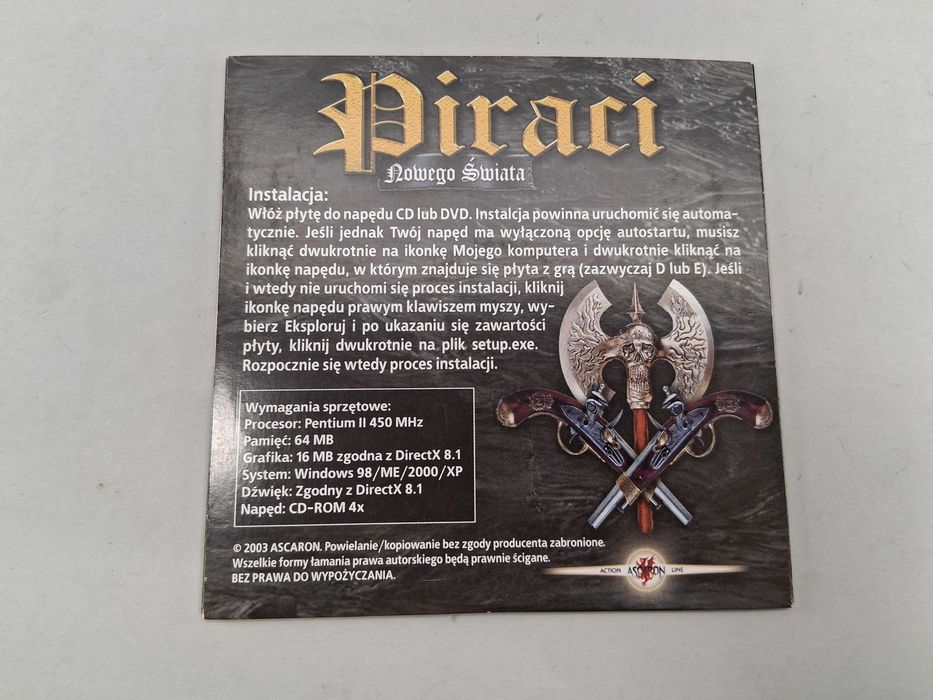 Piraci
Nowego Świata
Instalacja:
Włóż płytę do napędu CD lub DVD. Instalcja powinna uruchomić się automa-
tycznie. Jeśli jednak Twój napęd ma wyłączoną opcję autostartu, musisz
kliknąć dwukrotnie na ikonkę Mojego komputera i dwukrotnie kliknąć na
ikonkę napędu, w którym znajduje się płyta z grą (zazwyczaj D lub E). Jeśli
i wtedy nie uruchomi się proces instalacji, kliknij
ikonkę napędu prawym klawiszem myszy, wy-
bierz Eksploruj i po ukazaniu się zawartości
płyty, kliknij dwukrotnie na plik setup.exe.
Rozpocznie się wtedy proces instalacji.
Wymagania sprzętowe:
Procesor: Pentium II 450 MHz
Pamięć: 64 MB
Grafika: 16 MB zgodna z DirectX 8.1
System: Windows 98/ME/2000/XP
Dźwięk: Zgodny z DirectX 8.1
Napęd: CD-ROM 4x
© 2003 ASCARON. Powielanie/kopiowanie bez zgody producenta zabronione.
Wszelkie formy łamania prawa autorskiego będą prawnie ścigane.
BEZ PRAWA DO WYPOŻYCZANIA.
ACTION ASCARON LINE